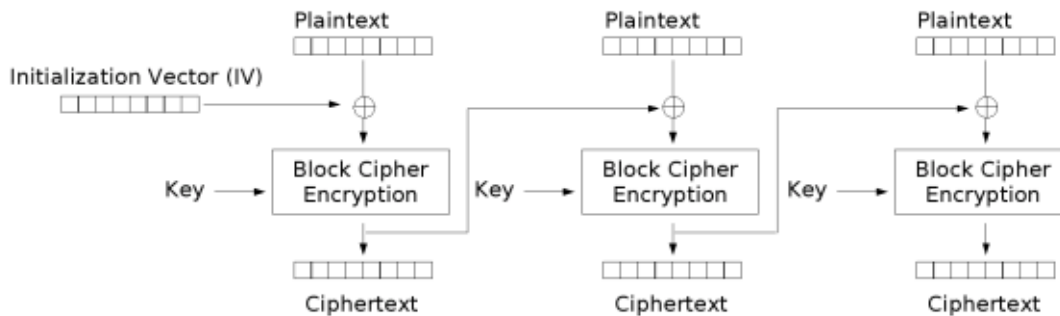 Plaintext
Plaintext
Plaintext
Initialization Vector (IV)
Key
Block Cipher
Encryption
Key
Block Cipher
Encryption
Key
Block Cipher
Encryption
Ciphertext
Ciphertext
Ciphertext